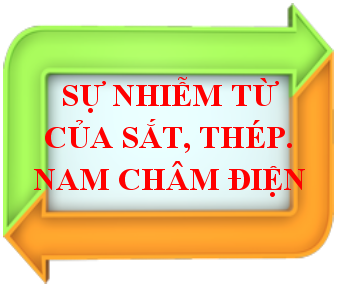 SỰ NHIỄM TỪ
CỦA SẮT, THÉP.
NAM CHÂM ĐIỆN